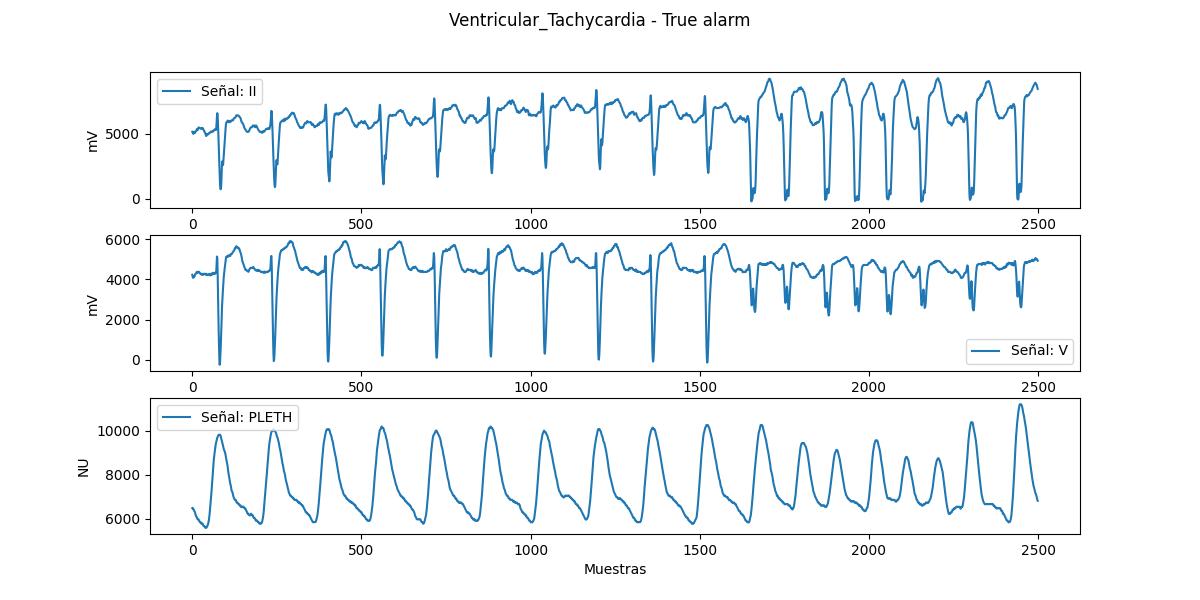 Ventricular_Tachycardia - True alarm
Señal: II
5000
0
mV
0 500 1000 1500 2000 2500
6000
4000
2000
0
mV
Señal: V
0 500 1000 1500 2000 2500
Señal: PLETH
10000
8000
6000
NU
0 500 1000 1500 2000 2500
Muestras